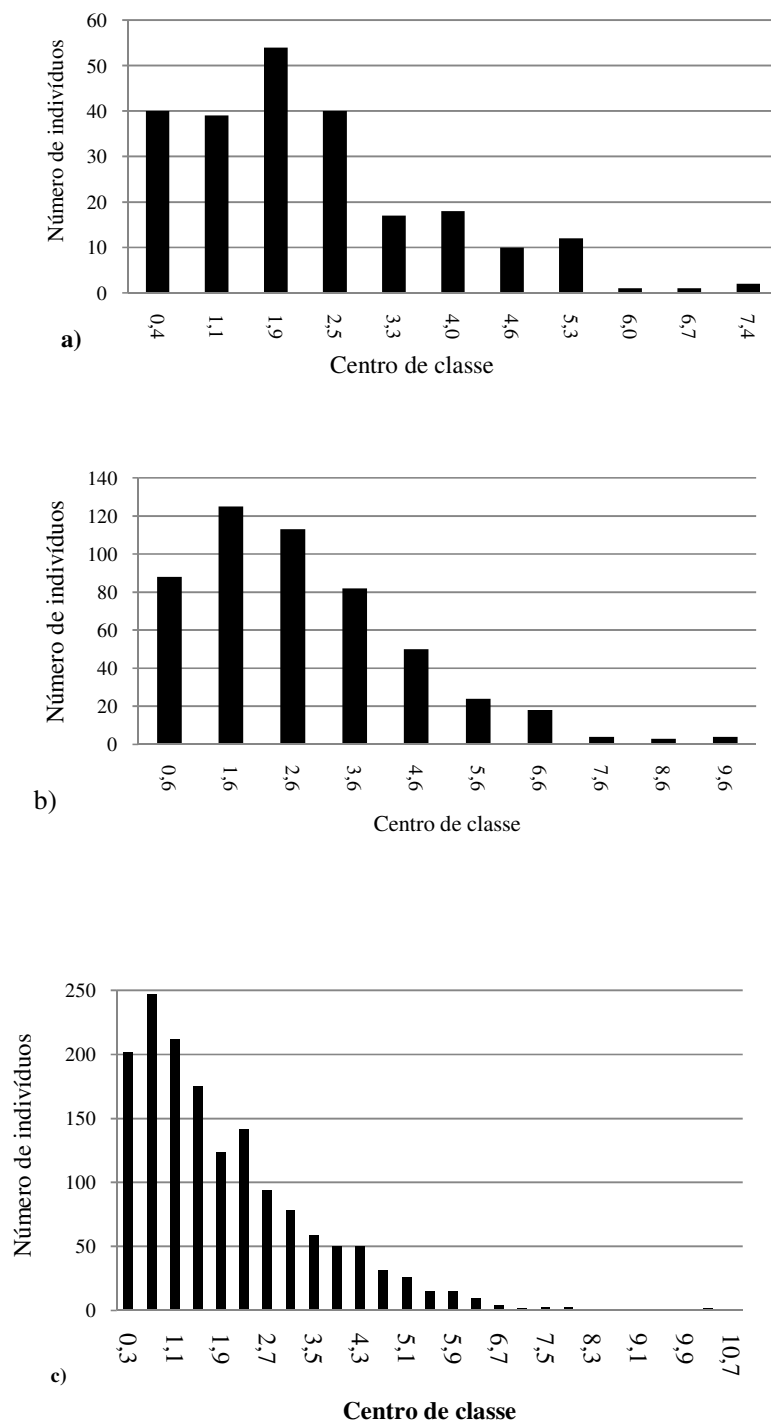 60
50
40
30
20
10
0
Número de indivíduos
0,4 1,1 1,9 2,5 3,3 4,0 4,6 5,3 6,0 6,7 7,4
a)
Centro de classe
140
120
100
80
60
40
20
0
Número de indivíduos
0,6 1,6 2,6 3,6 4,6 5,6 6,6 7,6 8,6 9,6
b)
Centro de classe
250
200
150
100
50
0
Número de indivíduos
0,3 1,1 1,9 2,7 3,5 4,3 5,1 5,9 6,7 7,5 8,3 9,1 9,9 10,7
c)
Centro de classe